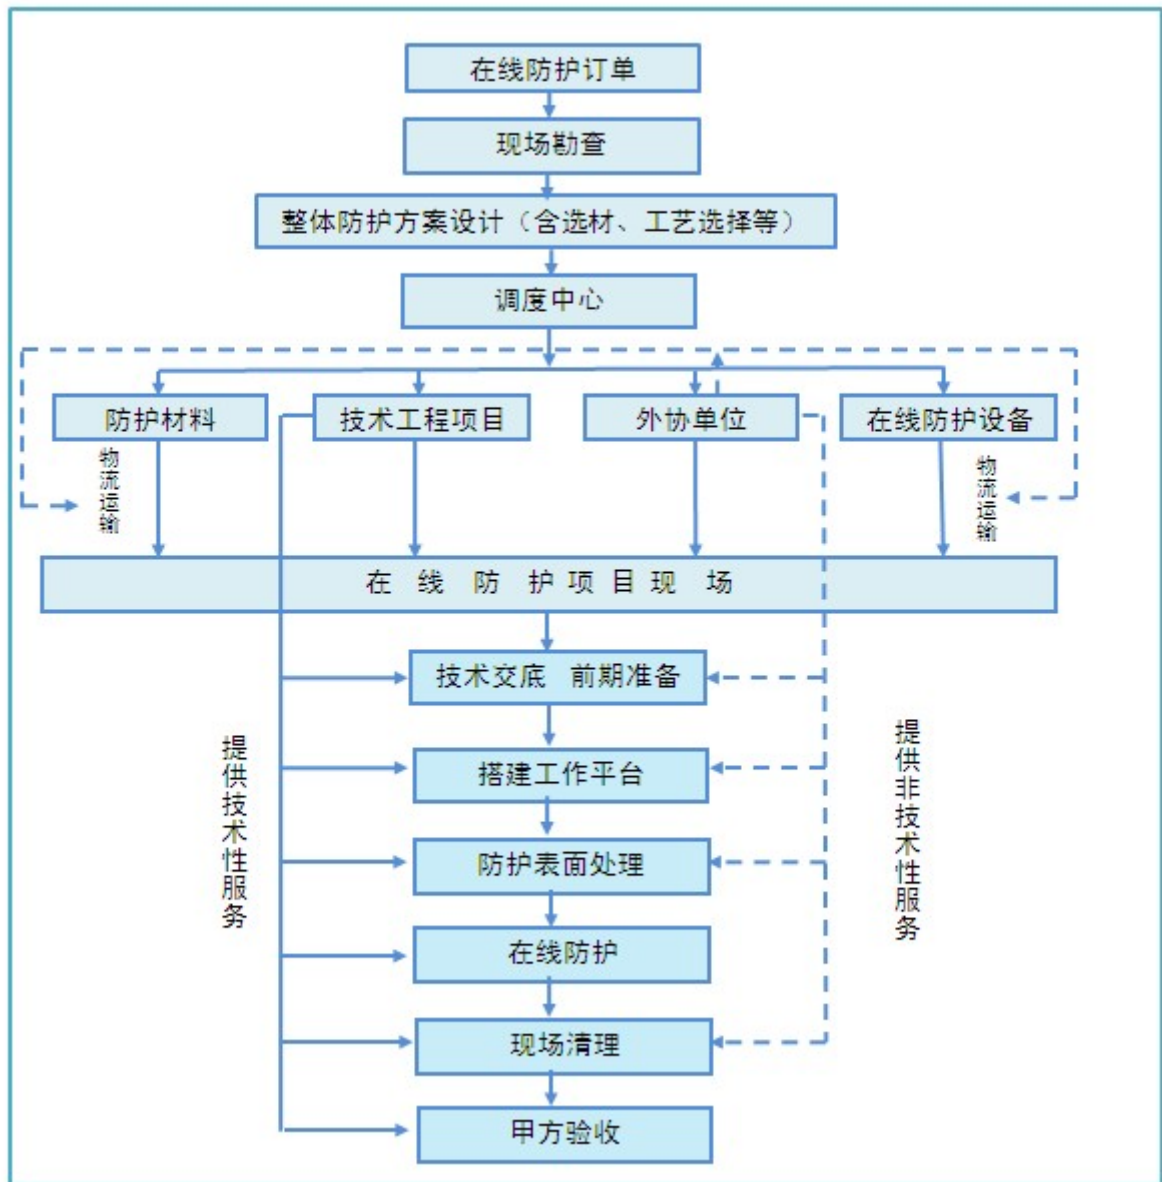 在线防护订单
现场勘查
整体防护方案设计（含选材、工艺选择等）
调度中心
防护材料
技术工程项目
外协单位
在线防护设备
物流运输
物流运输
在线防护项目现场
技术交底 前期准备
搭建工作平台
防护表面处理
在线防护
现场清理
甲方验收
提供技术性服务
提供非技术性服务